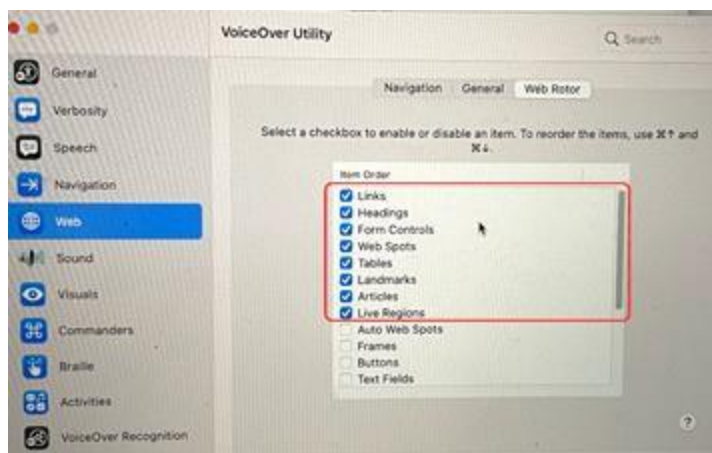 VoiceOver Utility
Search
General
Verbosity
Speech
Navigation
Web
Sound
Visuals
Commanders
Braille
Activities
VoiceOver Recognition
Navigation General Web Rotor
Select a checkbox to enable or disable an item. To reorder the items, use ⌘↑ and
⌘↓.
Item Order
Links
Headings
Form Controls
Web Spots
Tables
Landmarks
Articles
Live Regions
Auto Web Spots
Frames
Buttons
Text Fields
?